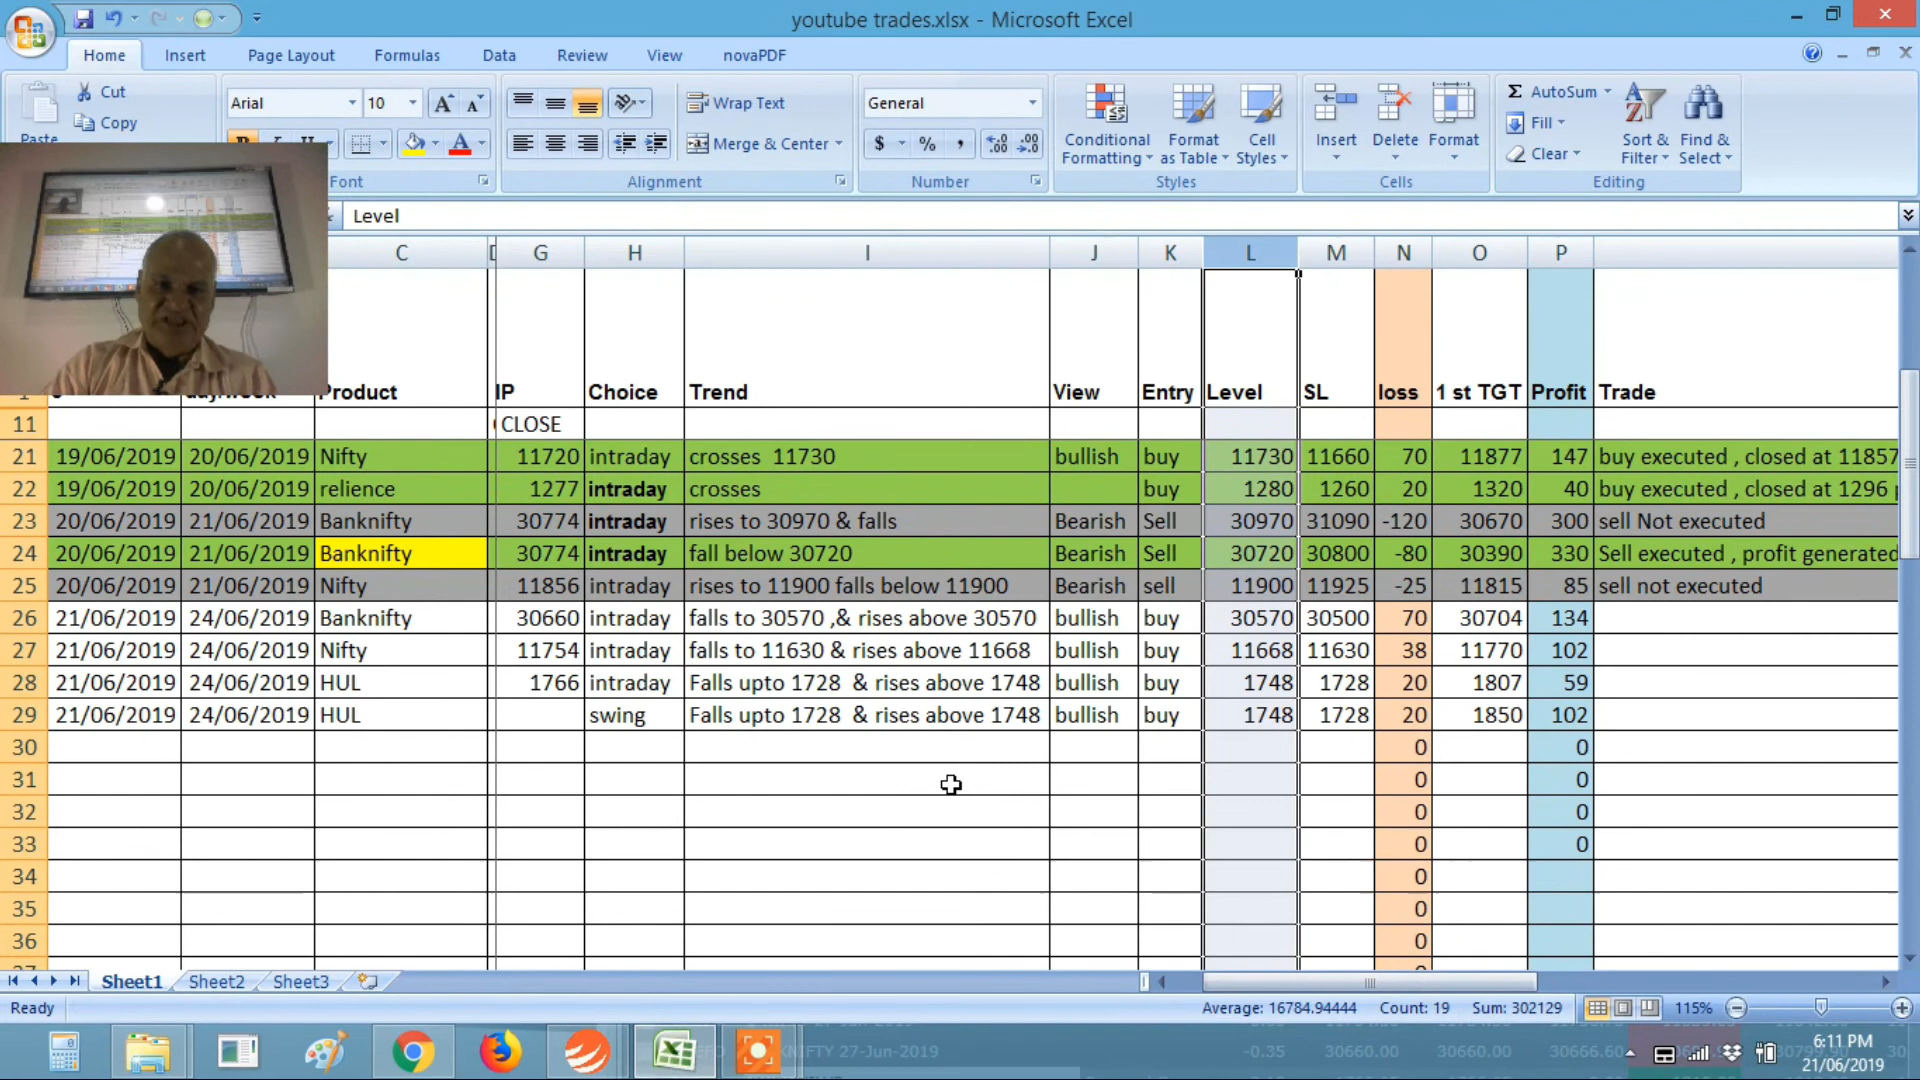 youtube trades.xlsx - Microsoft Excel
Home Insert Page Layout Formulas Data Review View novaPDF
Cut
Copy
Paste
Arial 10
Wrap Text
Merge & Center
General
$ % ,
Conditional Formatting
Format as Table
Cell Styles
Insert Delete Format
AutoSum
Fill
Clear
Sort & Filter
Find & Select
Font Alignment Number Styles Cells Editing
Level
C G H I J K L M N O P
Product IP Choice Trend View Entry Level SL loss 1 st TGT Profit Trade
11 CLOSE
21 19/06/2019 20/06/2019 Nifty 11720 intraday crosses 11730 bullish buy 11730 11660 70 11877 147 buy executed , closed at 11857
22 19/06/2019 20/06/2019 relience 1277 intraday crosses buy 1280 1260 20 1320 40 buy executed , closed at 1296
23 20/06/2019 21/06/2019 Banknifty 30774 intraday rises to 30970 & falls Bearish Sell 30970 31090 -120 30670 300 sell Not executed
24 20/06/2019 21/06/2019 Banknifty 30774 intraday fall below 30720 Bearish Sell 30720 30800 -80 30390 330 Sell executed , profit generated
25 20/06/2019 21/06/2019 Nifty 11856 intraday rises to 11900 falls below 11900 Bearish sell 11900 11925 -25 11815 85 sell not executed
26 21/06/2019 24/06/2019 Banknifty 30660 intraday falls to 30570 ,& rises above 30570 bullish buy 30570 30500 70 30704 134
27 21/06/2019 24/06/2019 Nifty 11754 intraday falls to 11630 & rises above 11668 bullish buy 11668 11630 38 11770 102
28 21/06/2019 24/06/2019 HUL 1766 intraday Falls upto 1728 & rises above 1748 bullish buy 1748 1728 20 1807 59
29 21/06/2019 24/06/2019 HUL swing Falls upto 1728 & rises above 1748 bullish buy 1748 1728 20 1850 102
30 0 0
31 0 0
32 0 0
33 0 0
34 0
35 0
36 0
Sheet1 Sheet2 Sheet3
Ready Average: 16784.94444 Count: 19 Sum: 302129 115%
NIFTY 27-Jun-2019 -0.35 30660.00 30660.00 30666.60
6:11 PM
21/06/2019